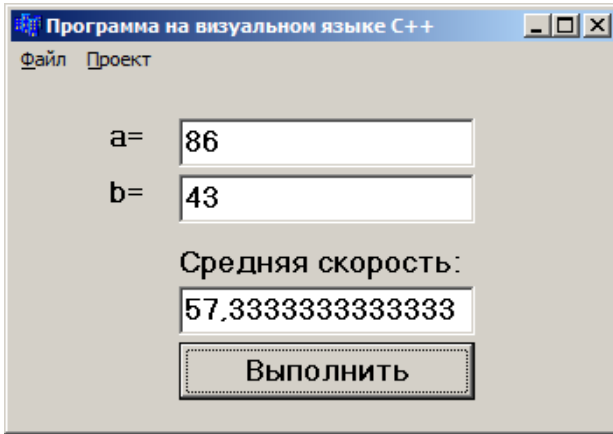 Программа на визуальном языке C++
Файл Проект
a= 86
b= 43
Средняя скорость:
57,3333333333333
Выполнить